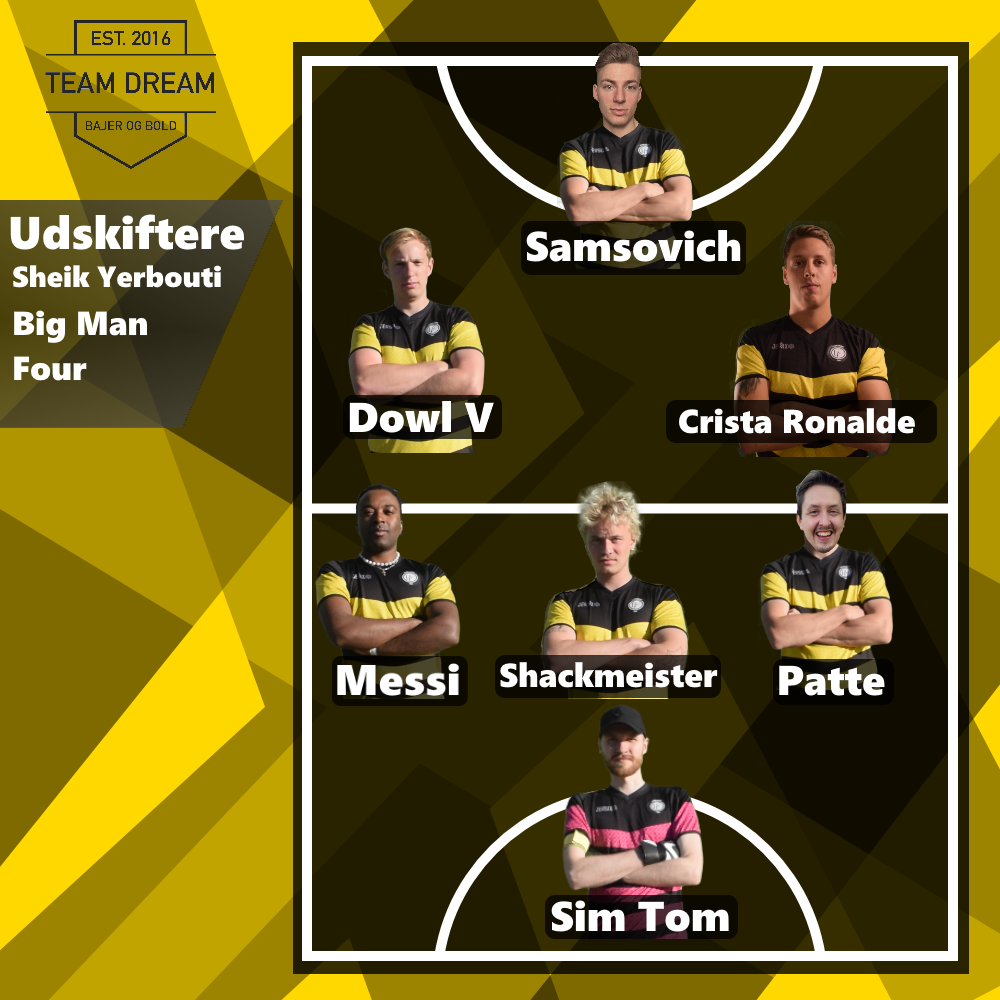 EST. 2016
TEAM DREAM
BAJER OG BOLD
Udskiftere
Sheik Yerbouti
Big Man
Four
Samsovich
Dowl V
Crista Ronalde
Messi
Shackmeister
Patte
Sim Tom